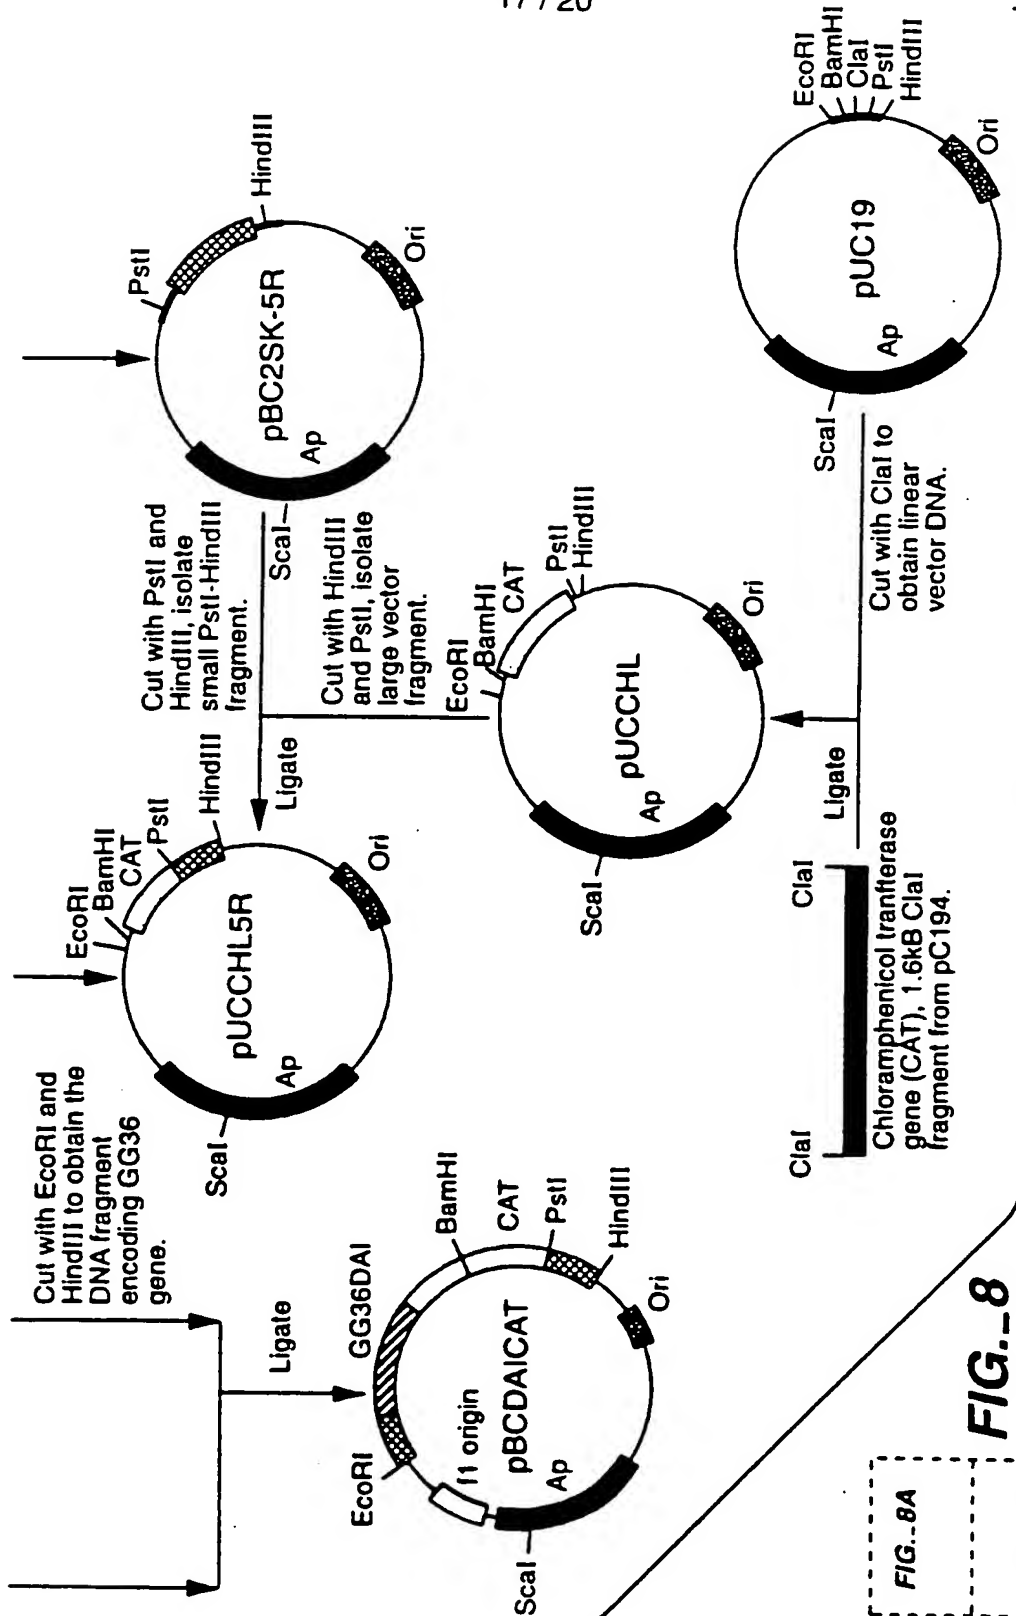 17 / 20
PstI
HindIII
pBC2SK-5R
Ori
Ap
ScaI
EcoRI
BamHI
ClaI
PstI
HindIII
pUC19
Ori
Ap
ScaI
Cut with PstI and
HindIII, isolate
small PstI-HindIII
fragment.
Cut with HindIII
and PstI, isolate
large vector
fragment.
Ligate
EcoRI
BamHI
CAT
PstI
HindIII
pUCCHL
Ori
Ap
ScaI
Cut with ClaI to
obtain linear
vector DNA.
Ligate
ClaI
ClaI
Chloramphenicol tranfterase
gene (CAT), 1.6kB ClaI
fragment from pC194.
EcoRI
BamHI
CAT
PstI
HindIII
pUCCHL5R
Ori
Ap
ScaI
Cut with EcoRI and
HindIII to obtain the
DNA fragment
encoding GG36
gene.
Ligate
GG36DAI
BamHI
CAT
PstI
HindIII
Ori
EcoRI
f1 origin
pBCDAICAT
Ap
ScaI
FIG._8A
FIG._8